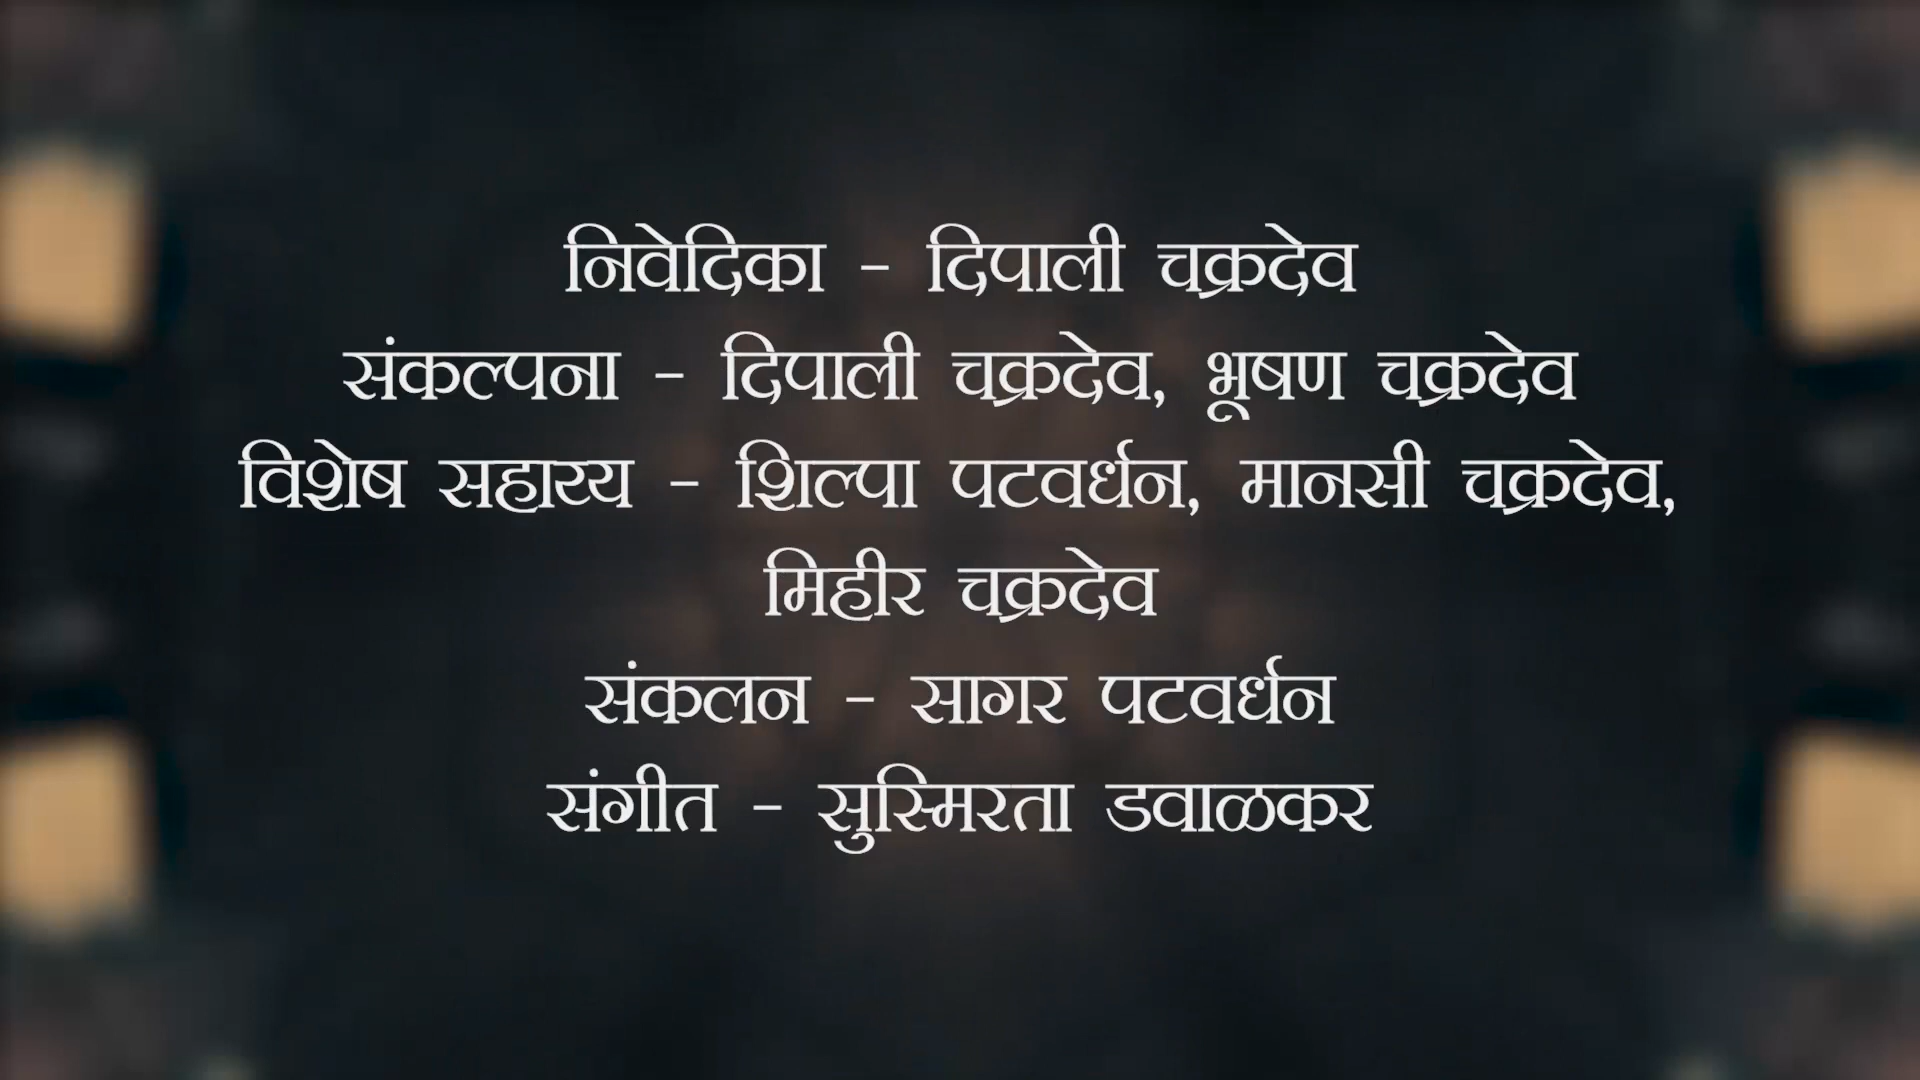 निवेदिका - दिपाली चक्रदेव
संकल्पना - दिपाली चक्रदेव, भूषण चक्रदेव
विशेष सहारय - शिल्पा पटवर्धन, मानसी चक्रदेव,
मिहीर चक्रदेव
संकलन - सागर पटवर्धन
संगीत - सुस्मिरता डवाळकर